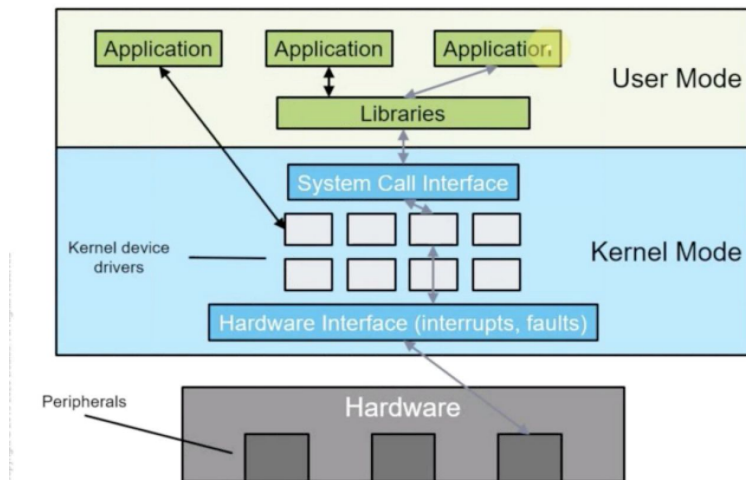 Application
Application
Application
User Mode
Libraries
System Call Interface
Kernel device
drivers
Kernel Mode
Hardware Interface (interrupts, faults)
Peripherals
Hardware